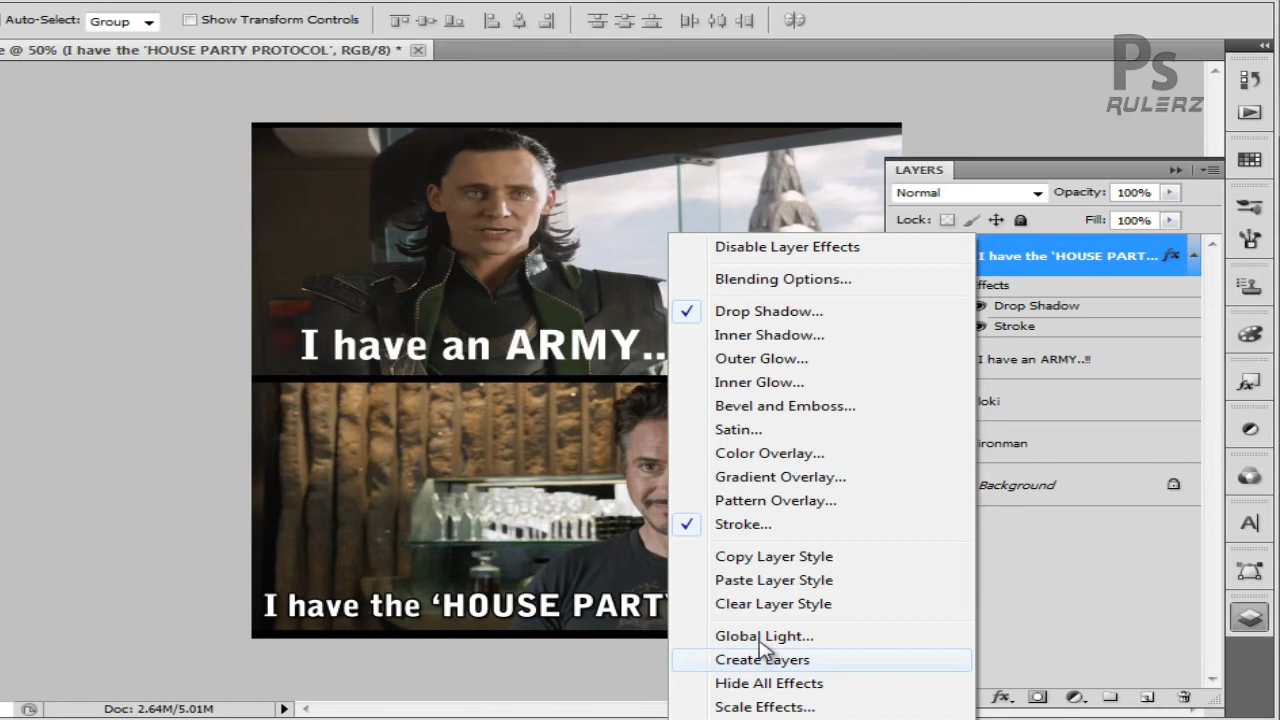 Auto-Select: Group Show Transform Controls
e @ 50% (I have the 'HOUSE PARTY PROTOCOL', RGB/8) *
Ps
RULERZ
LAYERS
Normal Opacity: 100%
Lock: Fill: 100%
I have the 'HOUSE PART... fx
ffects
Drop Shadow
Stroke
I have an ARMY..!!
loki
ironman
Background
Disable Layer Effects
Blending Options...
Drop Shadow...
Inner Shadow...
Outer Glow...
Inner Glow...
Bevel and Emboss...
Satin...
Color Overlay...
Gradient Overlay...
Pattern Overlay...
Stroke...
Copy Layer Style
Paste Layer Style
Clear Layer Style
Global Light...
Create Layers
Hide All Effects
Scale Effects...
I have an ARMY..
I have the ‘HOUSE PARTY
Doc: 2.64M/5.01M